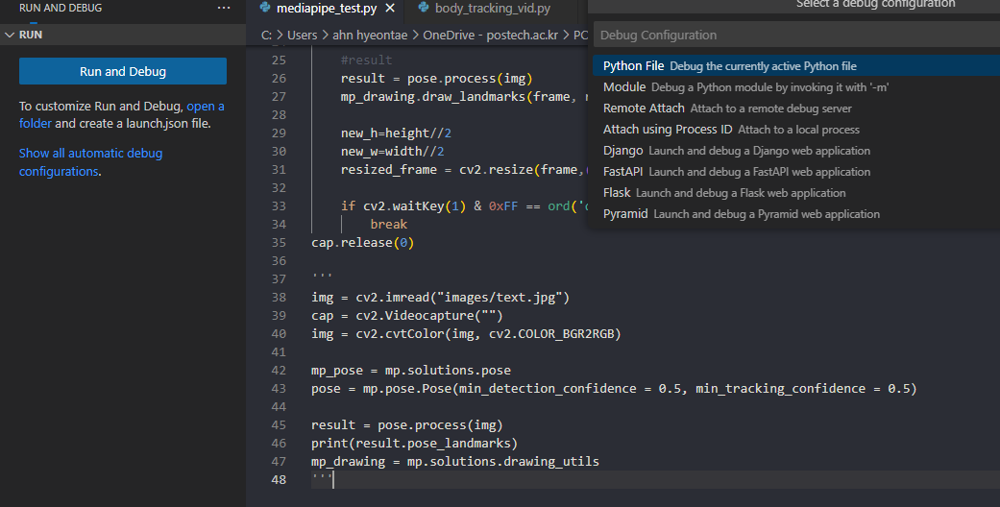 RUN AND DEBUG
RUN
Run and Debug
To customize Run and Debug, open a
folder and create a launch.json file.
Show all automatic debug
configurations.
mediapipe_test.py
body_tracking_vid.py
C: > Users > ahn hyeontae > OneDrive - postech.ac.kr > PC
25 #result
26 result = pose.process(img)
27 mp_drawing.draw_landmarks(frame,
28
29 new_h=height//2
30 new_w=width//2
31 resized_frame = cv2.resize(frame,
32
33 if cv2.waitKey(1) & 0xFF == ord('
34 break
35 cap.release(0)
36
37 '''
38 img = cv2.imread("images/text.jpg")
39 cap = cv2.Videocapture("")
40 img = cv2.cvtColor(img, cv2.COLOR_BGR2RGB)
41
42 mp_pose = mp.solutions.pose
43 pose = mp.pose.Pose(min_detection_confidence = 0.5, min_tracking_confidence = 0.5)
44
45 result = pose.process(img)
46 print(result.pose_landmarks)
47 mp_drawing = mp.solutions.drawing_utils
48 '''
Select a debug configuration
Debug Configuration
Python File Debug the currently active Python file
Module Debug a Python module by invoking it with '-m'
Remote Attach Attach to a remote debug server
Attach using Process ID Attach to a local process
Django Launch and debug a Django web application
FastAPI Launch and debug a FastAPI web application
Flask Launch and debug a Flask web application
Pyramid Launch and debug a Pyramid web application